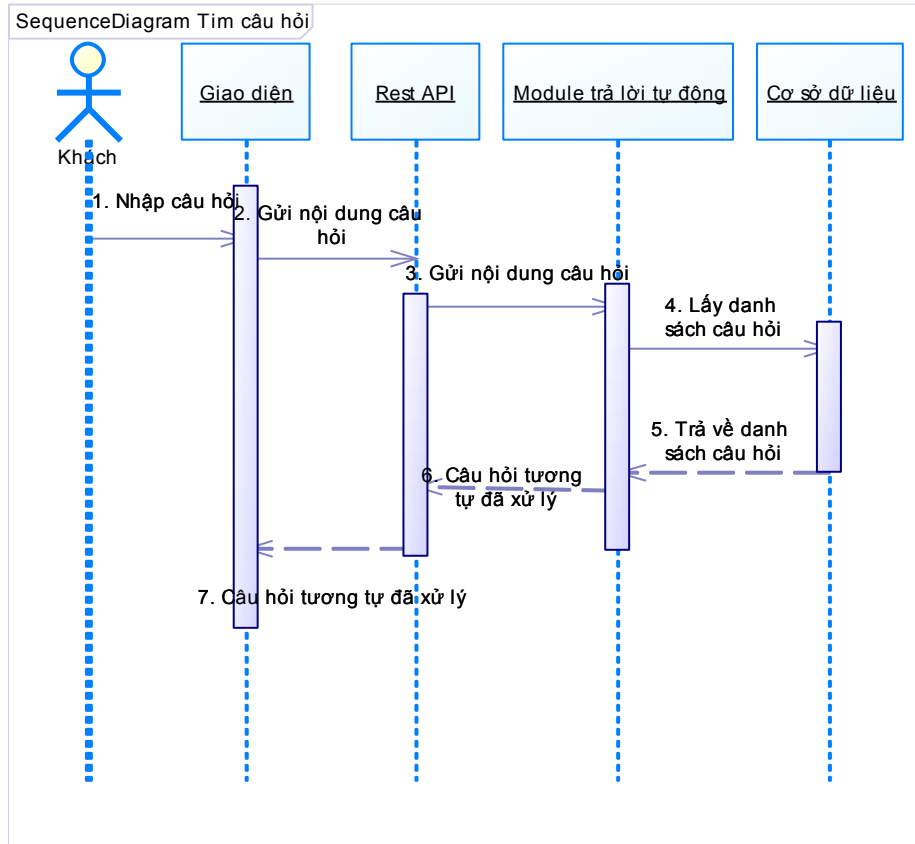 SequenceDiagram Tim câu hỏi
Giao diện
Rest API
Module trả lời tự động
Cơ sở dữ liệu
Khách
1. Nhập câu hỏi
2. Gửi nội dung câu
hỏi
3. Gửi nội dung câu hỏi
4. Lấy danh
sách câu hỏi
5. Trả về danh
sách câu hỏi
6. Câu hỏi tương
tự đã xử lý
7. Câu hỏi tương tự đã xử lý